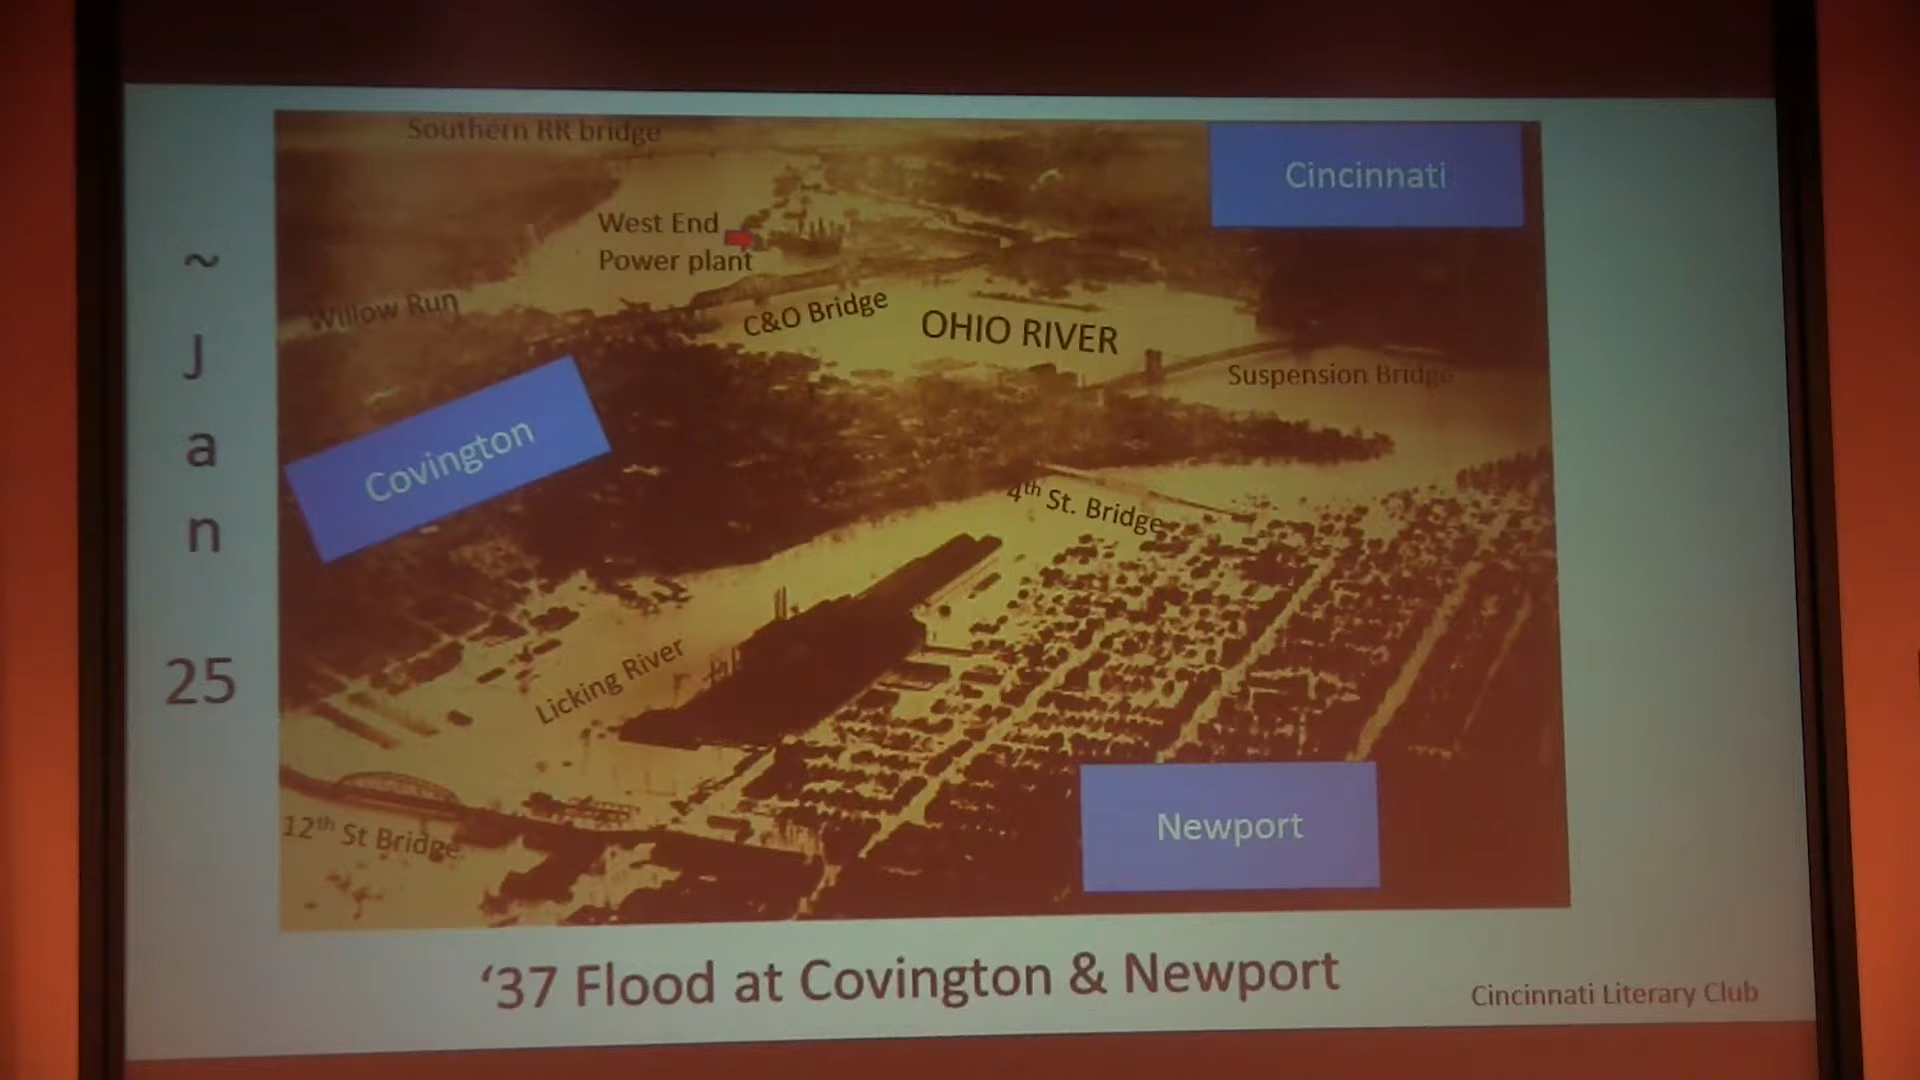 Southern RR bridge
Cincinnati
West End
Power plant
Willow Run
C&O Bridge
OHIO RIVER
Suspension Bridge
Covington
4th St. Bridge
Licking River
12th St Bridge
Newport
~
J
a
n
25
‘37 Flood at Covington & Newport
Cincinnati Literary Club